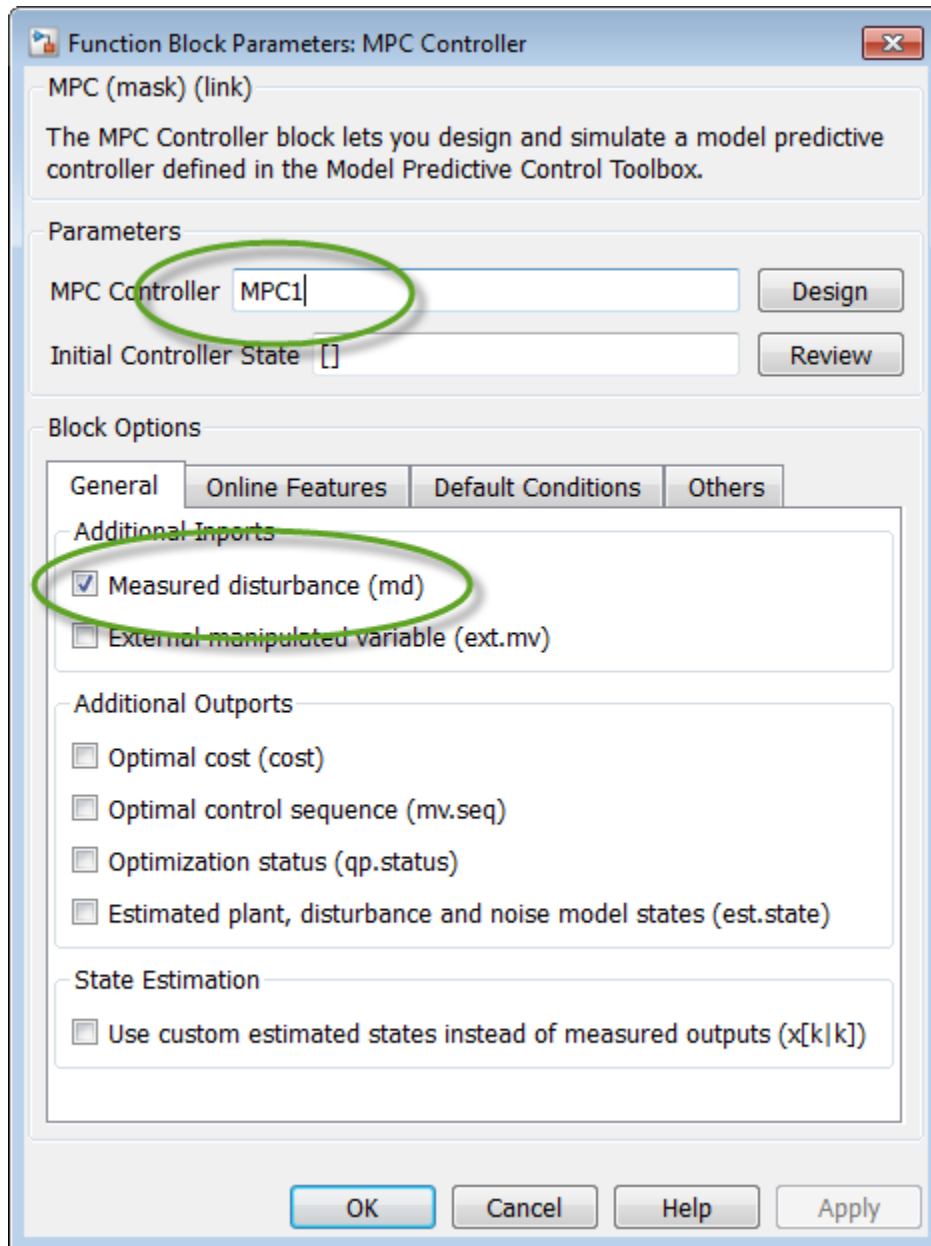 Function Block Parameters: MPC Controller
MPC (mask) (link)
The MPC Controller block lets you design and simulate a model predictive
controller defined in the Model Predictive Control Toolbox.
Parameters
MPC Controller MPC1 Design
Initial Controller State [] Review
Block Options
General Online Features Default Conditions Others
Additional Inports
Measured disturbance (md)
External manipulated variable (ext.mv)
Additional Outports
Optimal cost (cost)
Optimal control sequence (mv.seq)
Optimization status (qp.status)
Estimated plant, disturbance and noise model states (est.state)
State Estimation
Use custom estimated states instead of measured outputs (x[k|k])
OK Cancel Help Apply